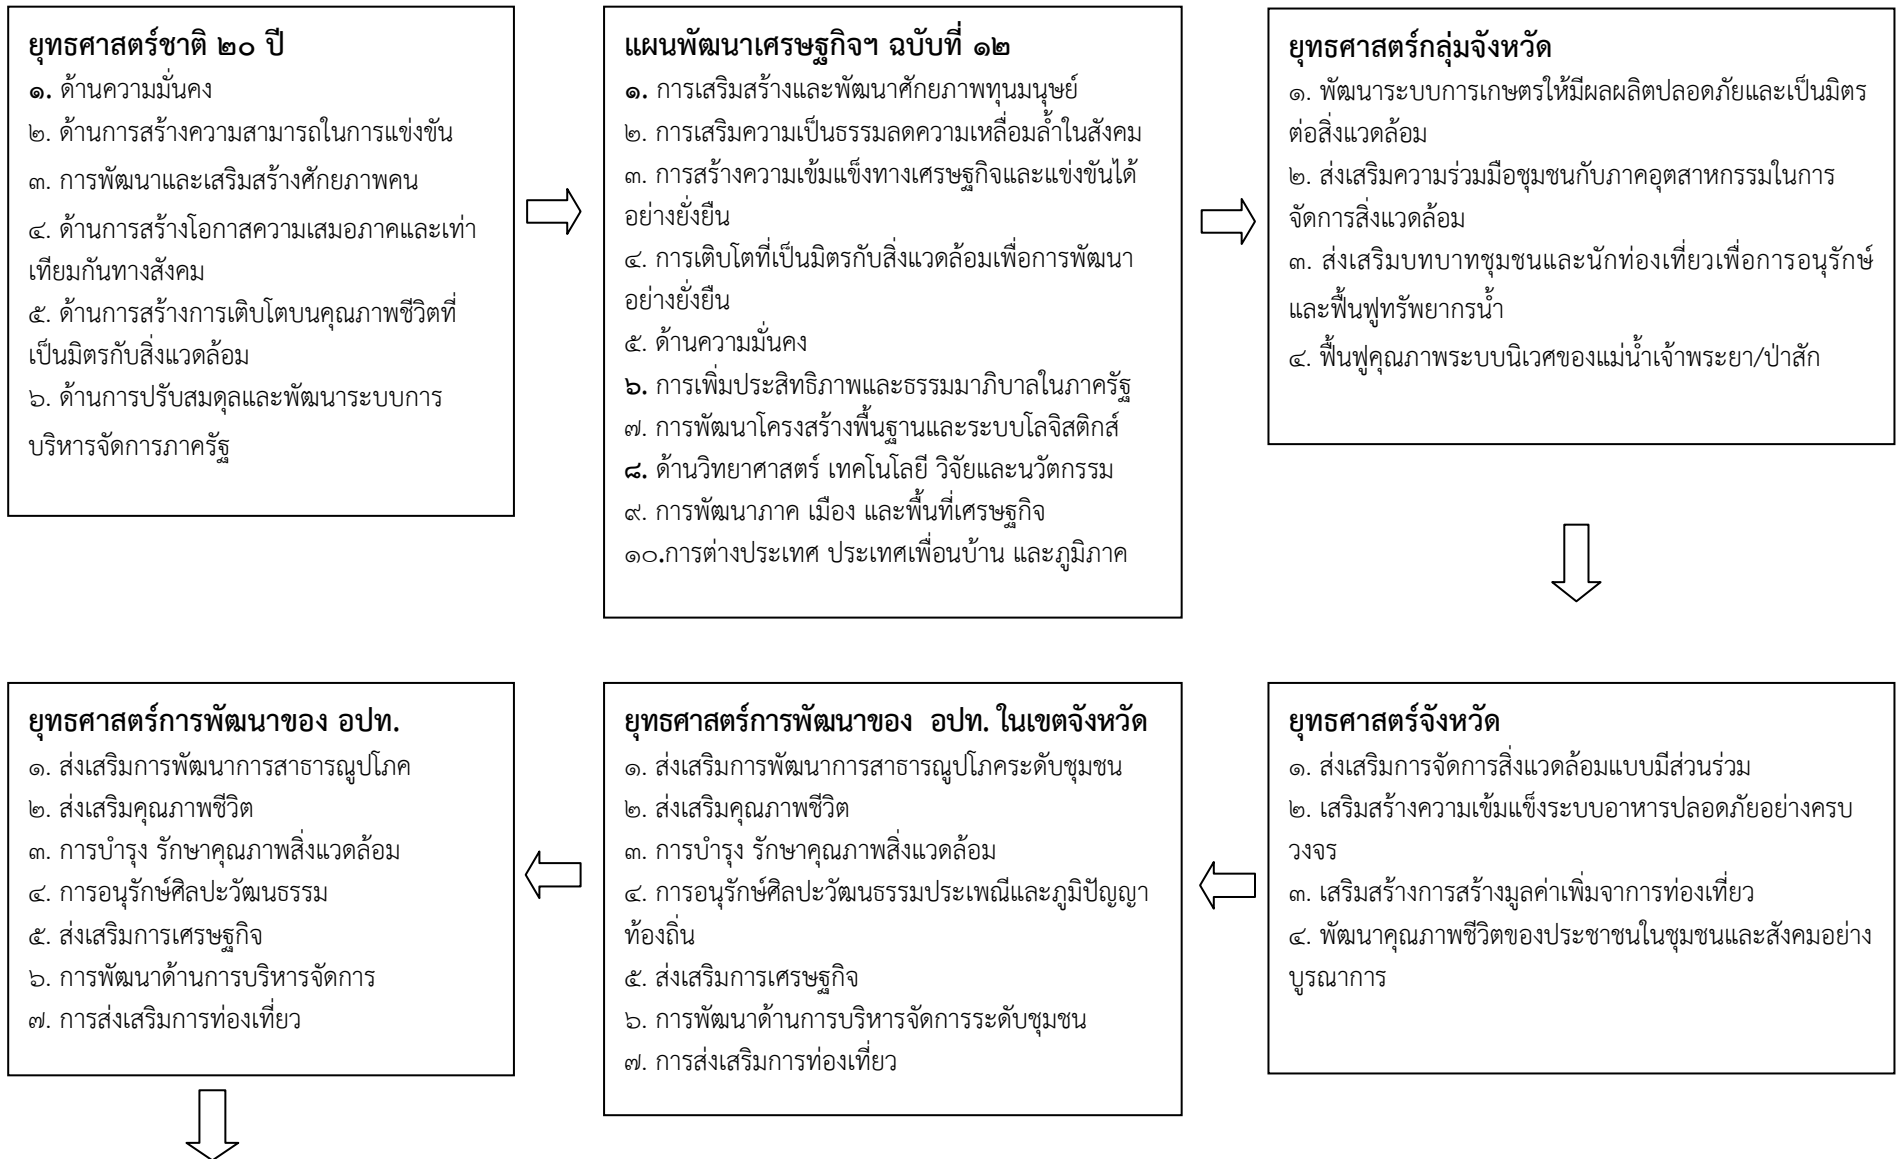 ยุทธศาสตร์ชาติ ๒๐ ปี
๑. ด้านความมั่นคง
๒. ด้านการสร้างความสามารถในการแข่งขัน
๓. การพัฒนาและเสริมสร้างศักยภาพคน
๔. ด้านการสร้างโอกาสความเสมอภาคและเท่า
เทียมกันทางสังคม
๕. ด้านการสร้างการเติบโตบนคุณภาพชีวิตที่
เป็นมิตรกับสิ่งแวดล้อม
๖. ด้านการปรับสมดุลและพัฒนาระบบการ
บริหารจัดการภาครัฐ
แผนพัฒนาเศรษฐกิจฯ ฉบับที่ ๑๒
๑. การเสริมสร้างและพัฒนาศักยภาพทุนมนุษย์
๒. การเสริมความเป็นธรรมลดความเหลื่อมล้ำในสังคม
๓. การสร้างความเข้มแข็งทางเศรษฐกิจและแข่งขันได้
อย่างยั่งยืน
๔. การเติบโตที่เป็นมิตรกับสิ่งแวดล้อมเพื่อการพัฒนา
อย่างยั่งยืน
๕. ด้านความมั่นคง
๖. การเพิ่มประสิทธิภาพและธรรมมาภิบาลในภาครัฐ
๗. การพัฒนาโครงสร้างพื้นฐานและระบบโลจิสติกส์
๘. ด้านวิทยาศาสตร์ เทคโนโลยี วิจัยและนวัตกรรม
๙. การพัฒนาภาค เมือง และพื้นที่เศรษฐกิจ
๑๐.การต่างประเทศ ประเทศเพื่อนบ้าน และภูมิภาค
ยุทธศาสตร์กลุ่มจังหวัด
๑. พัฒนาระบบการเกษตรให้มีผลผลิตปลอดภัยและเป็นมิตร
ต่อสิ่งแวดล้อม
๒. ส่งเสริมความร่วมมือชุมชนกับภาคอุตสาหกรรมในการ
จัดการสิ่งแวดล้อม
๓. ส่งเสริมบทบาทชุมชนและนักท่องเที่ยวเพื่อการอนุรักษ์
และฟื้นฟูทรัพยากรน้ำ
๔. ฟื้นฟูคุณภาพระบบนิเวศของแม่น้ำเจ้าพระยา/ป่าสัก
ยุทธศาสตร์การพัฒนาของ อปท.
๑. ส่งเสริมการพัฒนาการสาธารณูปโภค
๒. ส่งเสริมคุณภาพชีวิต
๓. การบำรุง รักษาคุณภาพสิ่งแวดล้อม
๔. การอนุรักษ์ศิลปะวัฒนธรรม
๕. ส่งเสริมการเศรษฐกิจ
๖. การพัฒนาด้านการบริหารจัดการ
๗. การส่งเสริมการท่องเที่ยว
ยุทธศาสตร์การพัฒนาของ อปท. ในเขตจังหวัด
๑. ส่งเสริมการพัฒนาการสาธารณูปโภคระดับชุมชน
๒. ส่งเสริมคุณภาพชีวิต
๓. การบำรุง รักษาคุณภาพสิ่งแวดล้อม
๔. การอนุรักษ์ศิลปะวัฒนธรรมประเพณีและภูมิปัญญา
ท้องถิ่น
๕. ส่งเสริมการเศรษฐกิจ
๖. การพัฒนาด้านการบริหารจัดการระดับชุมชน
๗. การส่งเสริมการท่องเที่ยว
ยุทธศาสตร์จังหวัด
๑. ส่งเสริมการจัดการสิ่งแวดล้อมแบบมีส่วนร่วม
๒. เสริมสร้างความเข้มแข็งระบบอาหารปลอดภัยอย่างครบ
วงจร
๓. เสริมสร้างการสร้างมูลค่าเพิ่มจาการท่องเที่ยว
๔. พัฒนาคุณภาพชีวิตของประชาชนในชุมชนและสังคมอย่าง
บูรณาการ